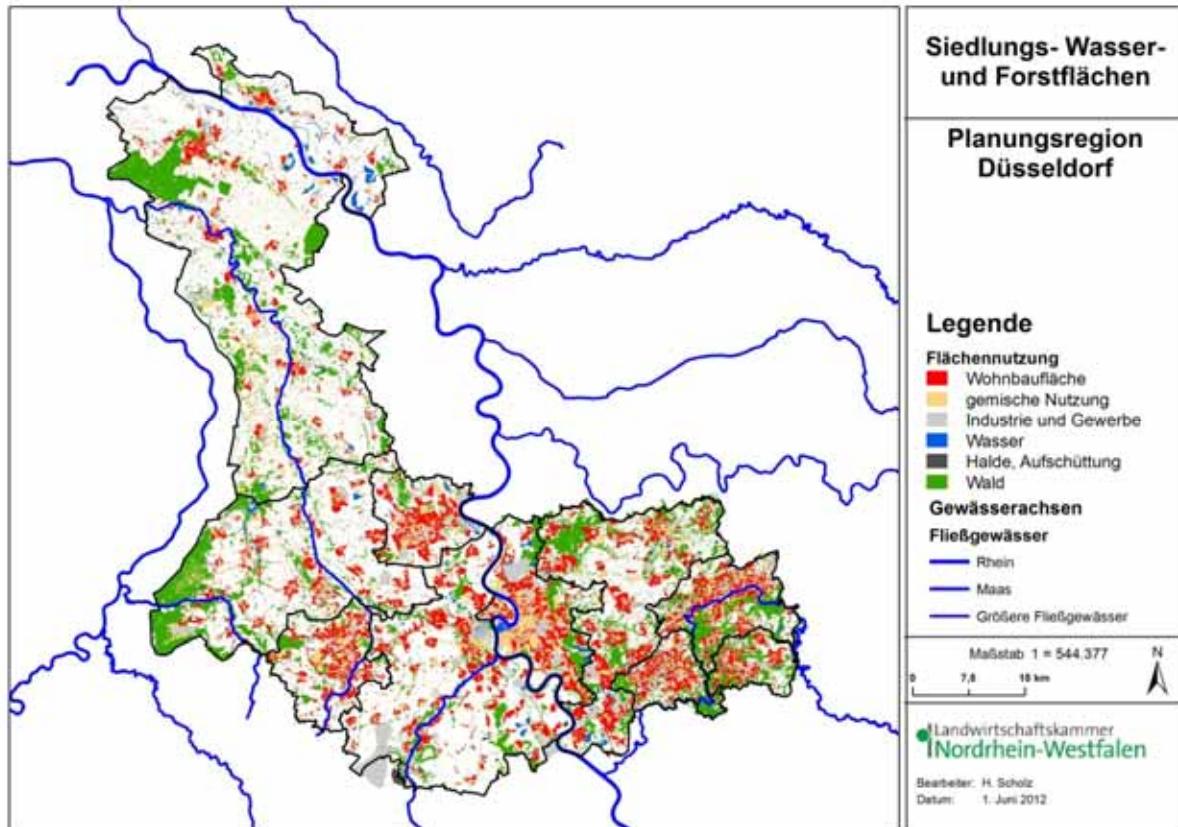 Siedlungs- Wasser-
und Forstflächen
Planungsregion
Düsseldorf
Legende
Flächennutzung
Wohnbaufläche
gemische Nutzung
Industrie und Gewerbe
Wasser
Halde, Aufschüttung
Wald
Gewässerachsen
Fließgewässer
Rhein
Maas
Größere Fließgewässer
Maßstab 1 = 544.377
N
0 7,5 15 km
Landwirtschaftskammer
Nordrhein-Westfalen
Bearbeiter: H. Scholz
Datum: 1. Juni 2012